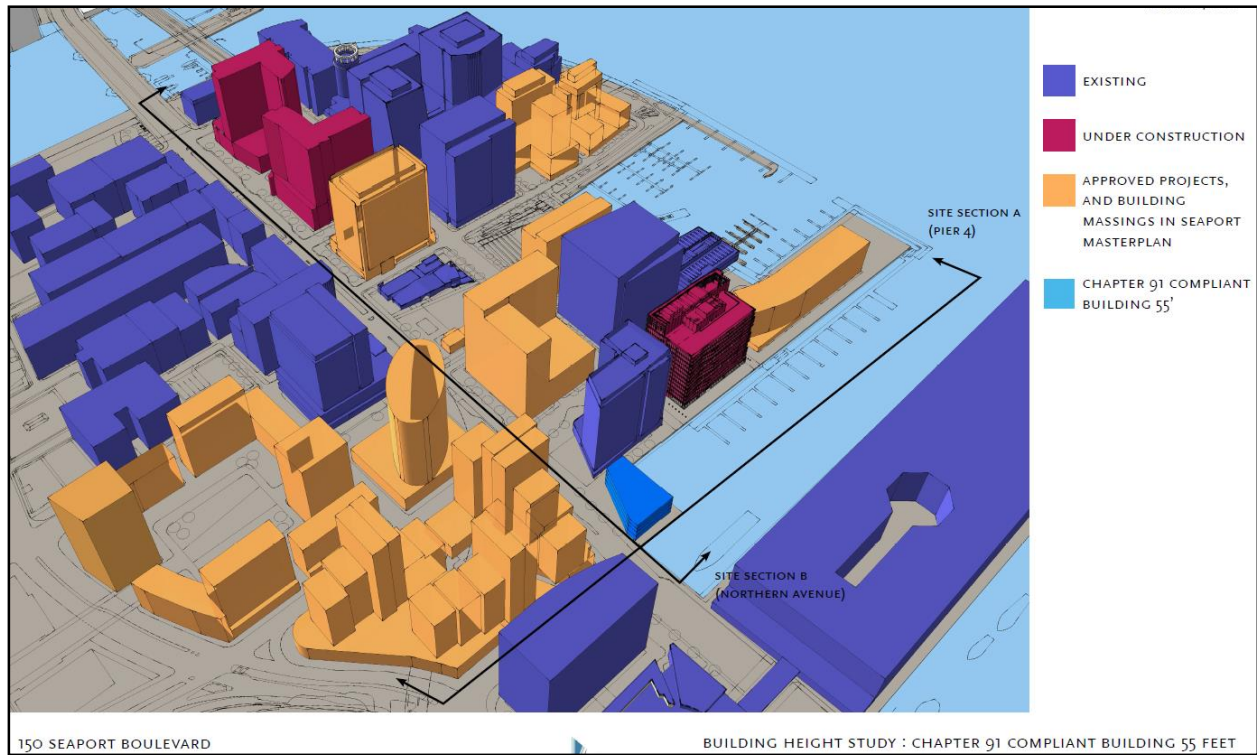 EXISTING
UNDER CONSTRUCTION
APPROVED PROJECTS,
AND BUILDING
MASSINGS IN SEAPORT
MASTERPLAN
CHAPTER 91 COMPLIANT
BUILDING 55'
SITE SECTION A
(PIER 4)
SITE SECTION B
(NORTHERN AVENUE)
150 SEAPORT BOULEVARD
BUILDING HEIGHT STUDY : CHAPTER 91 COMPLIANT BUILDING 55 FEET